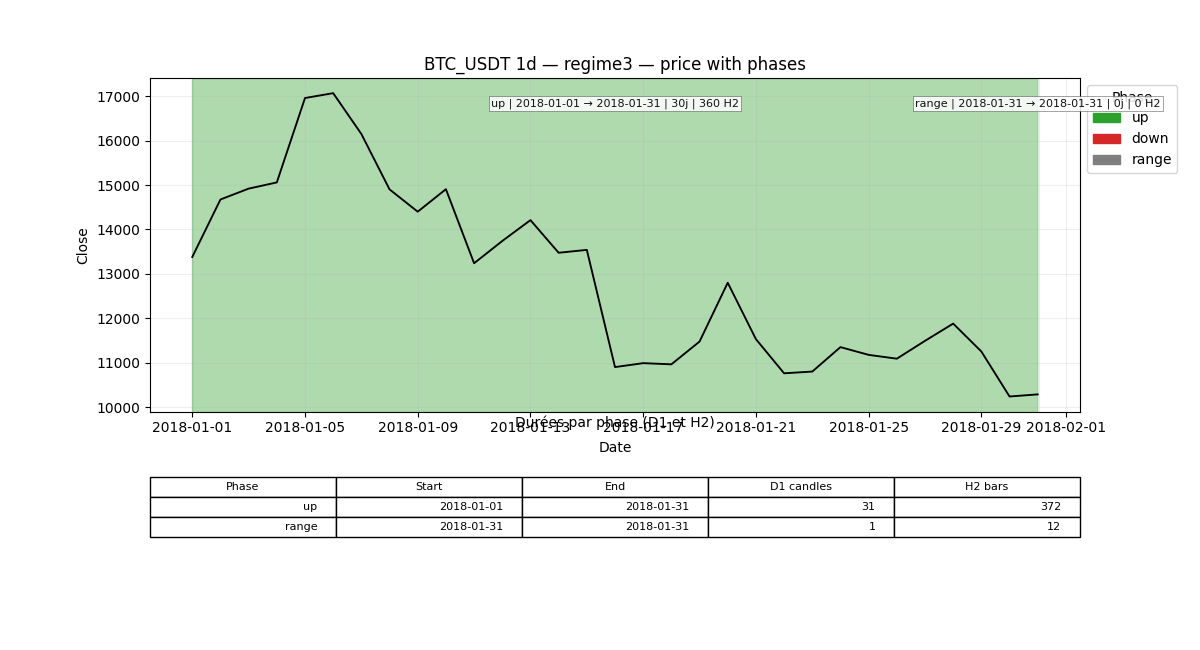 BTC_USDT 1d — regime3 — price with phases
up | 2018-01-01 → 2018-01-31 | 30j | 360 H2
range | 2018-01-31 → 2018-01-31 | 0j | 0 H2
Phase
up
down
range
Close
17000
16000
15000
14000
13000
12000
11000
10000
Durées par phase (D1 et H2)
2018-01-01 2018-01-05 2018-01-09 2018-01-13 2018-01-17 2018-01-21 2018-01-25 2018-01-29 2018-02-01
Date
Phase Start End D1 candles H2 bars
up 2018-01-01 2018-01-31 31 372
range 2018-01-31 2018-01-31 1 12